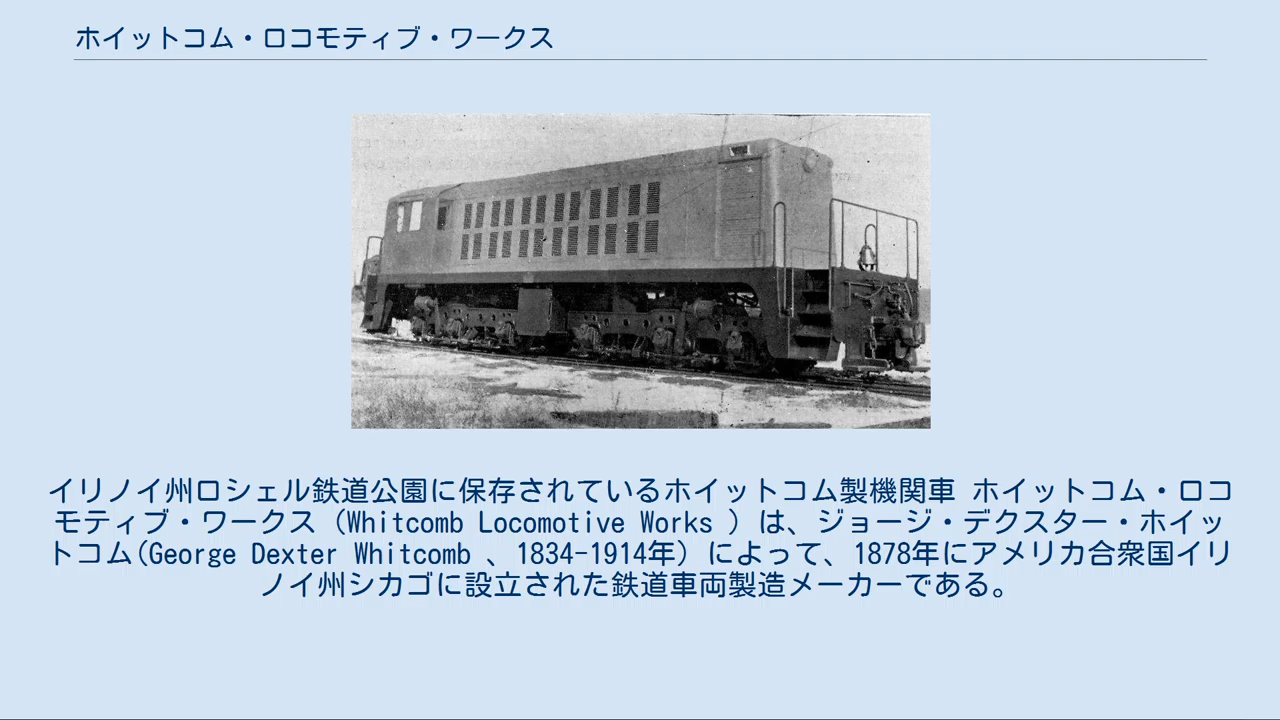 ホイットコム・ロコモティブ・ワークス
イリノイ州ロシェル鉄道公園に保存されているホイットコム製機関車 ホイットコム・ロコ
モティブ・ワークス（Whitcomb Locomotive Works ）は、ジョージ・デクスター・ホイッ
トコム(George Dexter Whitcomb 、1834-1914年）によって、1878年にアメリカ合衆国イリ
ノイ州シカゴに設立された鉄道車両製造メーカーである。